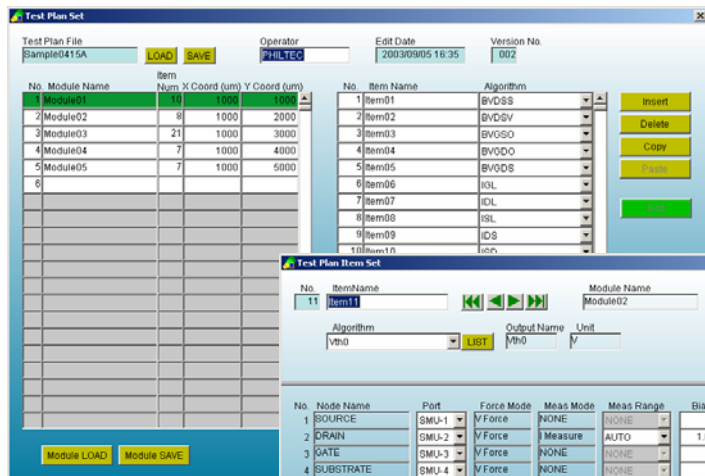 Test Plan Set
Test Plan File Operator Edit Date Version No.
Sample0415A LOAD SAVE PHILTEC 2003/09/05 16:35 002
No. Module Name Item Num X Coord (um) Y Coord (um)
1 Module01 10 1000 1000
2 Module02 8 1000 2000
3 Module03 21 1000 3000
4 Module04 7 1000 4000
5 Module05 7 1000 5000
6
No. Item Name Algorithm
1 Item01 BVDSS
2 Item02 BVDSV
3 Item03 BVGSO
4 Item04 BVGDO
5 Item05 BVGDS
6 Item06 IGL
7 Item07 IDL
8 Item08 ISL
9 Item09 IDS
10 Item10 ISD
Insert
Delete
Copy
Paste
Module LOAD Module SAVE
Test Plan Item Set
No. ItemName Module Name
11 Item11 Module02
Algorithm Output Name Unit
Vth0 LIST Vth0 V
No. Node Name Port Force Mode Meas Mode Meas Range
1 SOURCE SMU-1 V Force NONE NONE
2 DRAIN SMU-2 V Force I Measure AUTO
3 GATE SMU-3 V Force NONE NONE
4 SUBSTRATE SMU-4 V Force NONE NONE